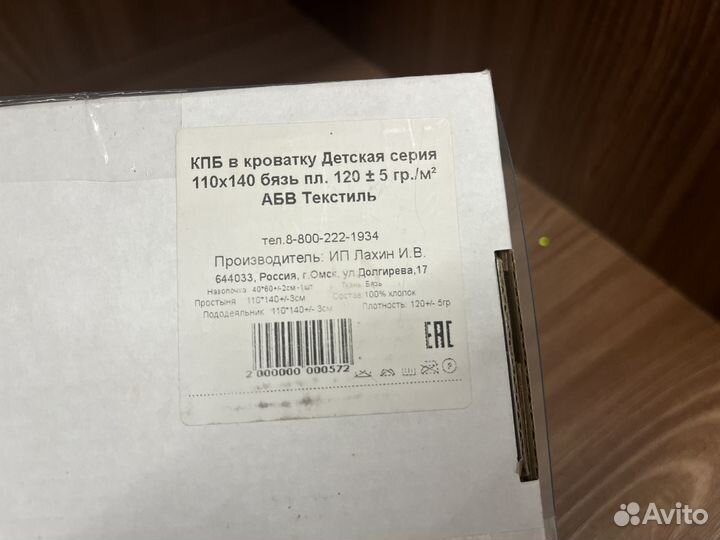 КПБ в кроватку Детская серия
110х140 бязь пл. 120 ± 5 гр./м²
АБВ Текстиль
тел.8-800-222-1934
Производитель: ИП Лахин И.В.
644033, Россия, г.Омск, ул.Долгирева,17
Наволочка: 40*60+/-2см -1шт Ткань: Бязь
Простыня 110*140+/-3см Состав: 100% хлопок
Пододеяльник 110*140+/- 3см Плотность: 120+/- 5гр
2 000000 000572
EAC
Avito